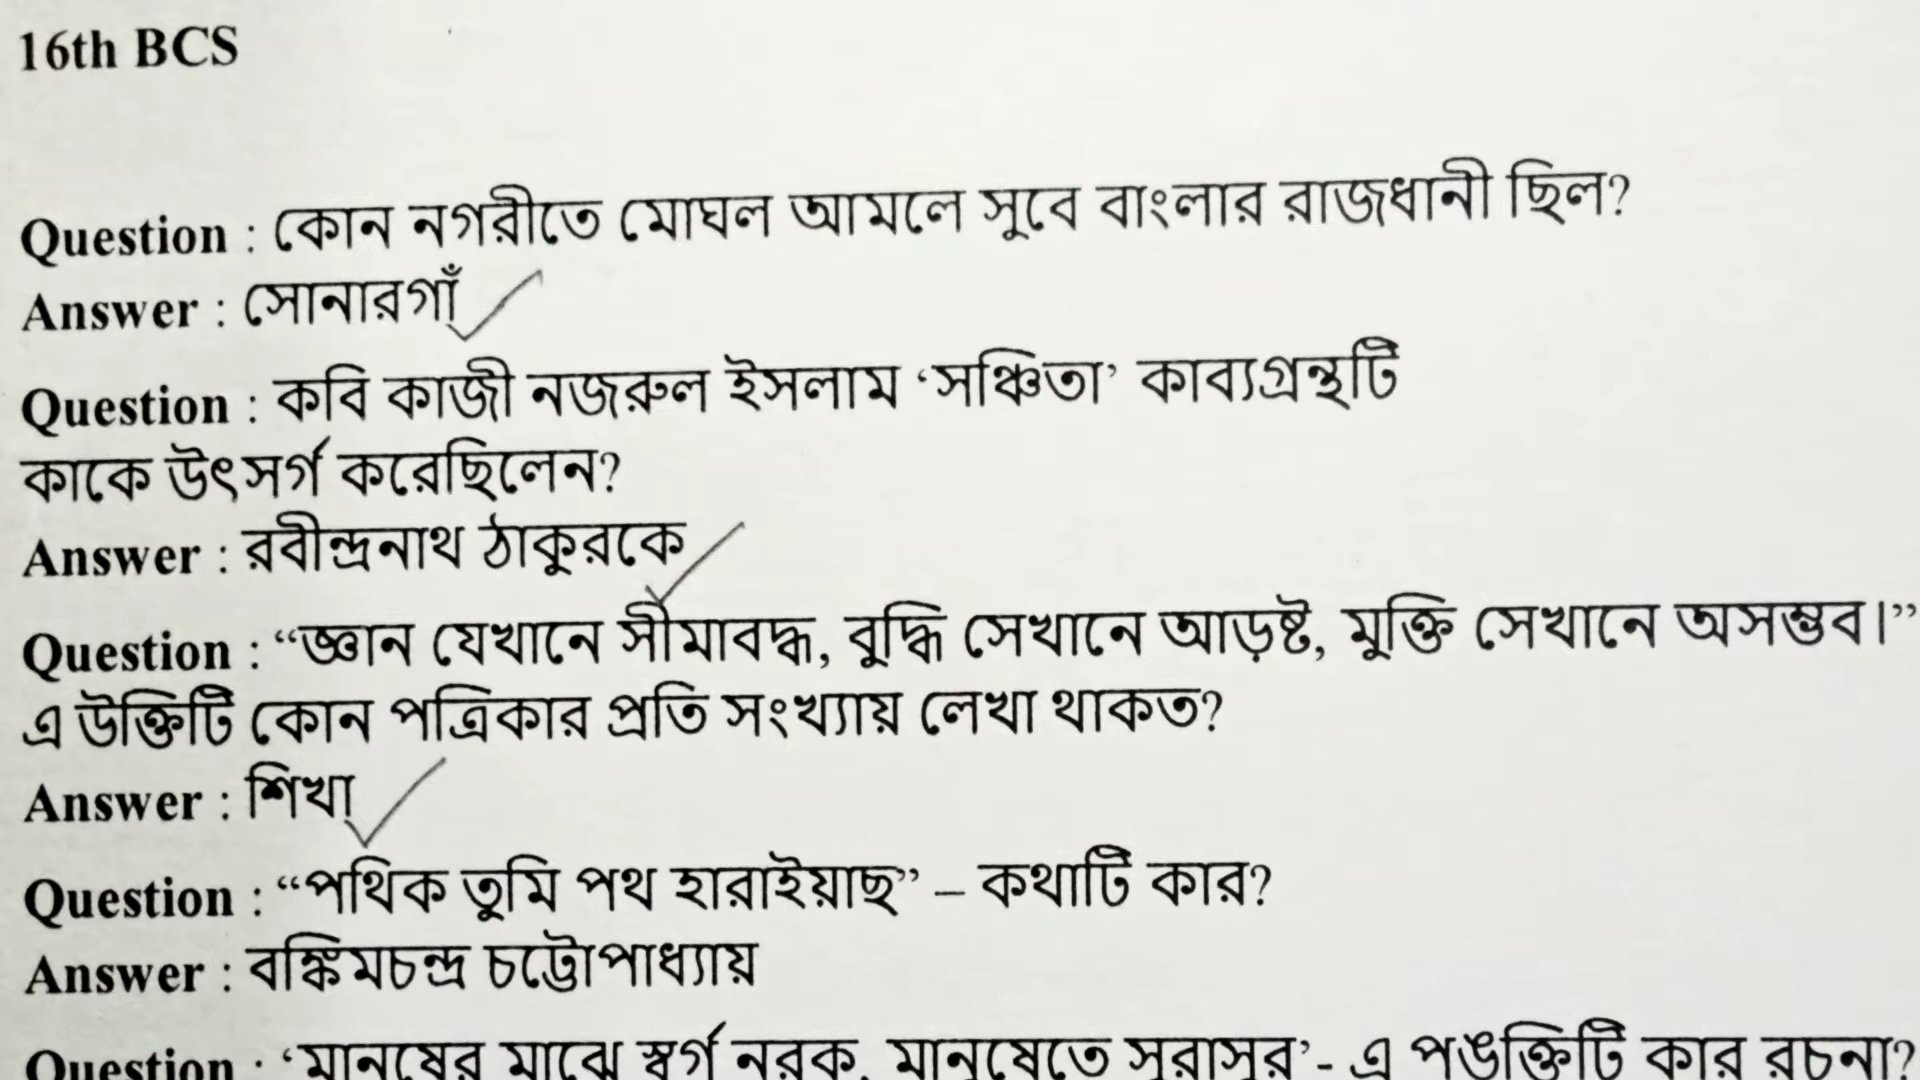 16th BCS
Question : কোন নগরীতে মোঘল আমলে সুবে বাংলার রাজধানী ছিল?
Answer : সোনারগাঁ
Question : কবি কাজী নজরুল ইসলাম ‘সঞ্চিতা’ কাব্যগ্রন্থটি
কাকে উৎসর্গ করেছিলেন?
Answer : রবীন্দ্রনাথ ঠাকুরকে
Question : “জ্ঞান যেখানে সীমাবদ্ধ, বুদ্ধি সেখানে আড়ষ্ট, মুক্তি সেখানে অসম্ভব।”
এ উক্তিটি কোন পত্রিকার প্রতি সংখ্যায় লেখা থাকত?
Answer : শিখা
Question : “পথিক তুমি পথ হারাইয়াছ” – কথাটি কার?
Answer : বঙ্কিমচন্দ্র চট্টোপাধ্যায়
Question : ‘মানুষের মাঝে স্বর্গ নরক, মানুষেতে সুরাসুর’- এ পঙক্তিটি কার রচনা?